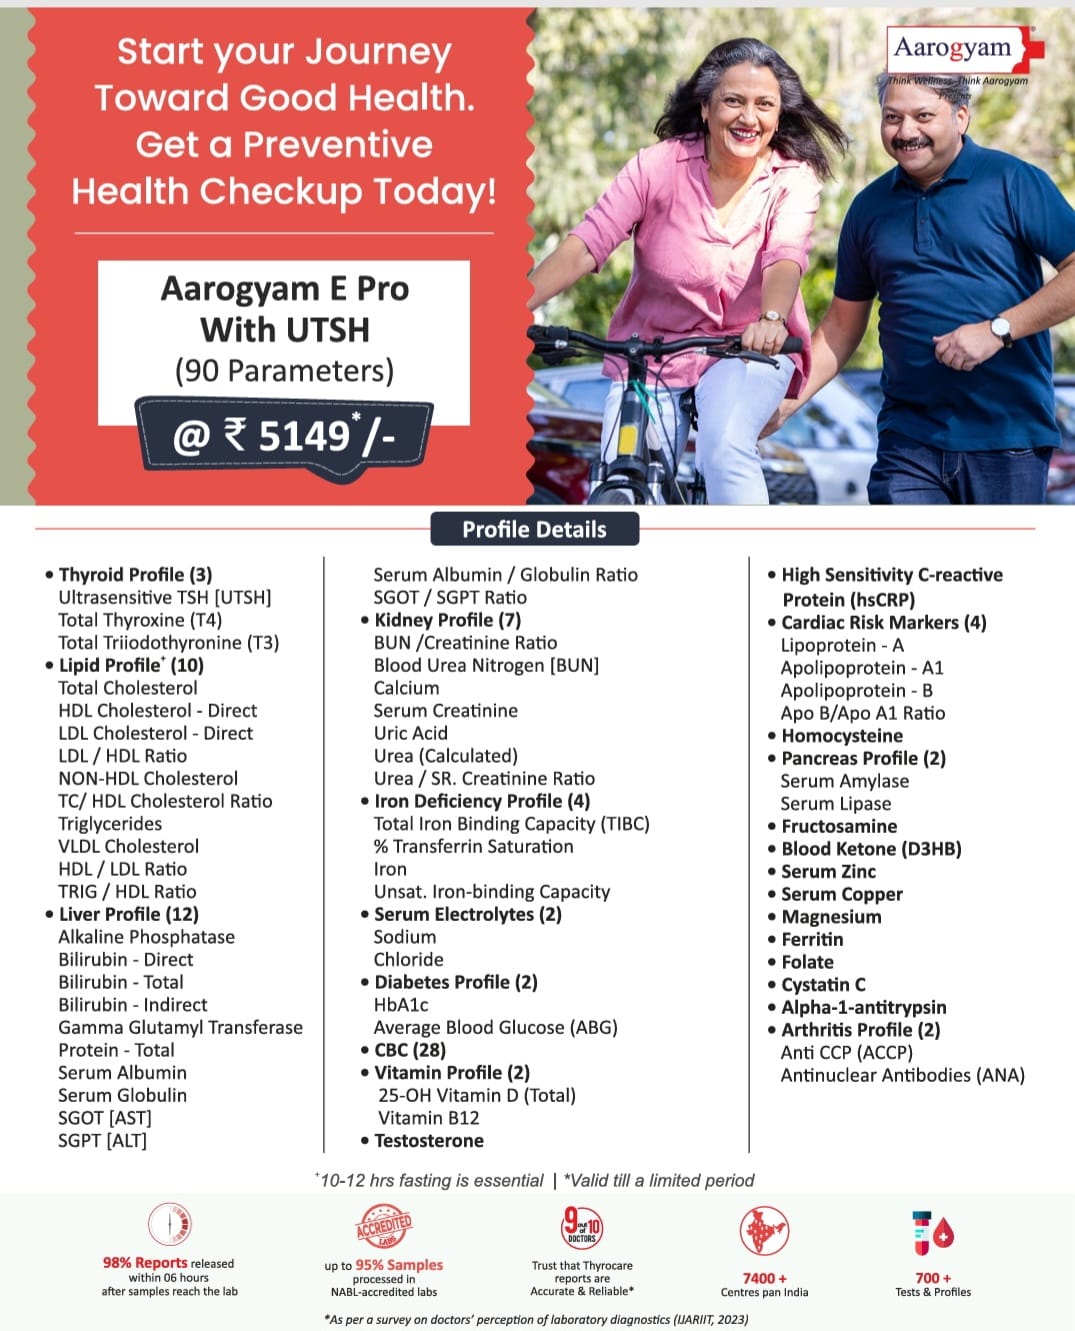 Start your Journey
Toward Good Health.
Get a Preventive
Health Checkup Today!
Aarogyam E Pro
With UTSH
(90 Parameters)
@ ₹ 5149*/-
Aarogyam
Think Wellness, Think Aarogyam
Profile Details
• Thyroid Profile (3)
Ultrasensitive TSH [UTSH]
Total Thyroxine (T4)
Total Triiodothyronine (T3)
• Lipid Profile⁺ (10)
Total Cholesterol
HDL Cholesterol - Direct
LDL Cholesterol - Direct
LDL / HDL Ratio
NON-HDL Cholesterol
TC/ HDL Cholesterol Ratio
Triglycerides
VLDL Cholesterol
HDL / LDL Ratio
TRIG / HDL Ratio
• Liver Profile (12)
Alkaline Phosphatase
Bilirubin - Direct
Bilirubin - Total
Bilirubin - Indirect
Gamma Glutamyl Transferase
Protein - Total
Serum Albumin
Serum Globulin
SGOT [AST]
SGPT [ALT]
Serum Albumin / Globulin Ratio
SGOT / SGPT Ratio
• Kidney Profile (7)
BUN /Creatinine Ratio
Blood Urea Nitrogen [BUN]
Calcium
Serum Creatinine
Uric Acid
Urea (Calculated)
Urea / SR. Creatinine Ratio
• Iron Deficiency Profile (4)
Total Iron Binding Capacity (TIBC)
% Transferrin Saturation
Iron
Unsat. Iron-binding Capacity
• Serum Electrolytes (2)
Sodium
Chloride
• Diabetes Profile (2)
HbA1c
Average Blood Glucose (ABG)
• CBC (28)
• Vitamin Profile (2)
25-OH Vitamin D (Total)
Vitamin B12
• Testosterone
• High Sensitivity C-reactive
Protein (hsCRP)
• Cardiac Risk Markers (4)
Lipoprotein - A
Apolipoprotein - A1
Apolipoprotein - B
Apo B/Apo A1 Ratio
• Homocysteine
• Pancreas Profile (2)
Serum Amylase
Serum Lipase
• Fructosamine
• Blood Ketone (D3HB)
• Serum Zinc
• Serum Copper
• Magnesium
• Ferritin
• Folate
• Cystatin C
• Alpha-1-antitrypsin
• Arthritis Profile (2)
Anti CCP (ACCP)
Antinuclear Antibodies (ANA)
⁺10-12 hrs fasting is essential | *Valid till a limited period
98% Reports released
within 06 hours
after samples reach the lab
ACCREDITED
LABS
up to 95% Samples
processed in
NABL-accredited labs
9 out of 10
DOCTORS
Trust that Thyrocare
reports are
Accurate & Reliable*
7400 +
Centres pan India
700 +
Tests & Profiles
*As per a survey on doctors' perception of laboratory diagnostics (IJARIIT, 2023)